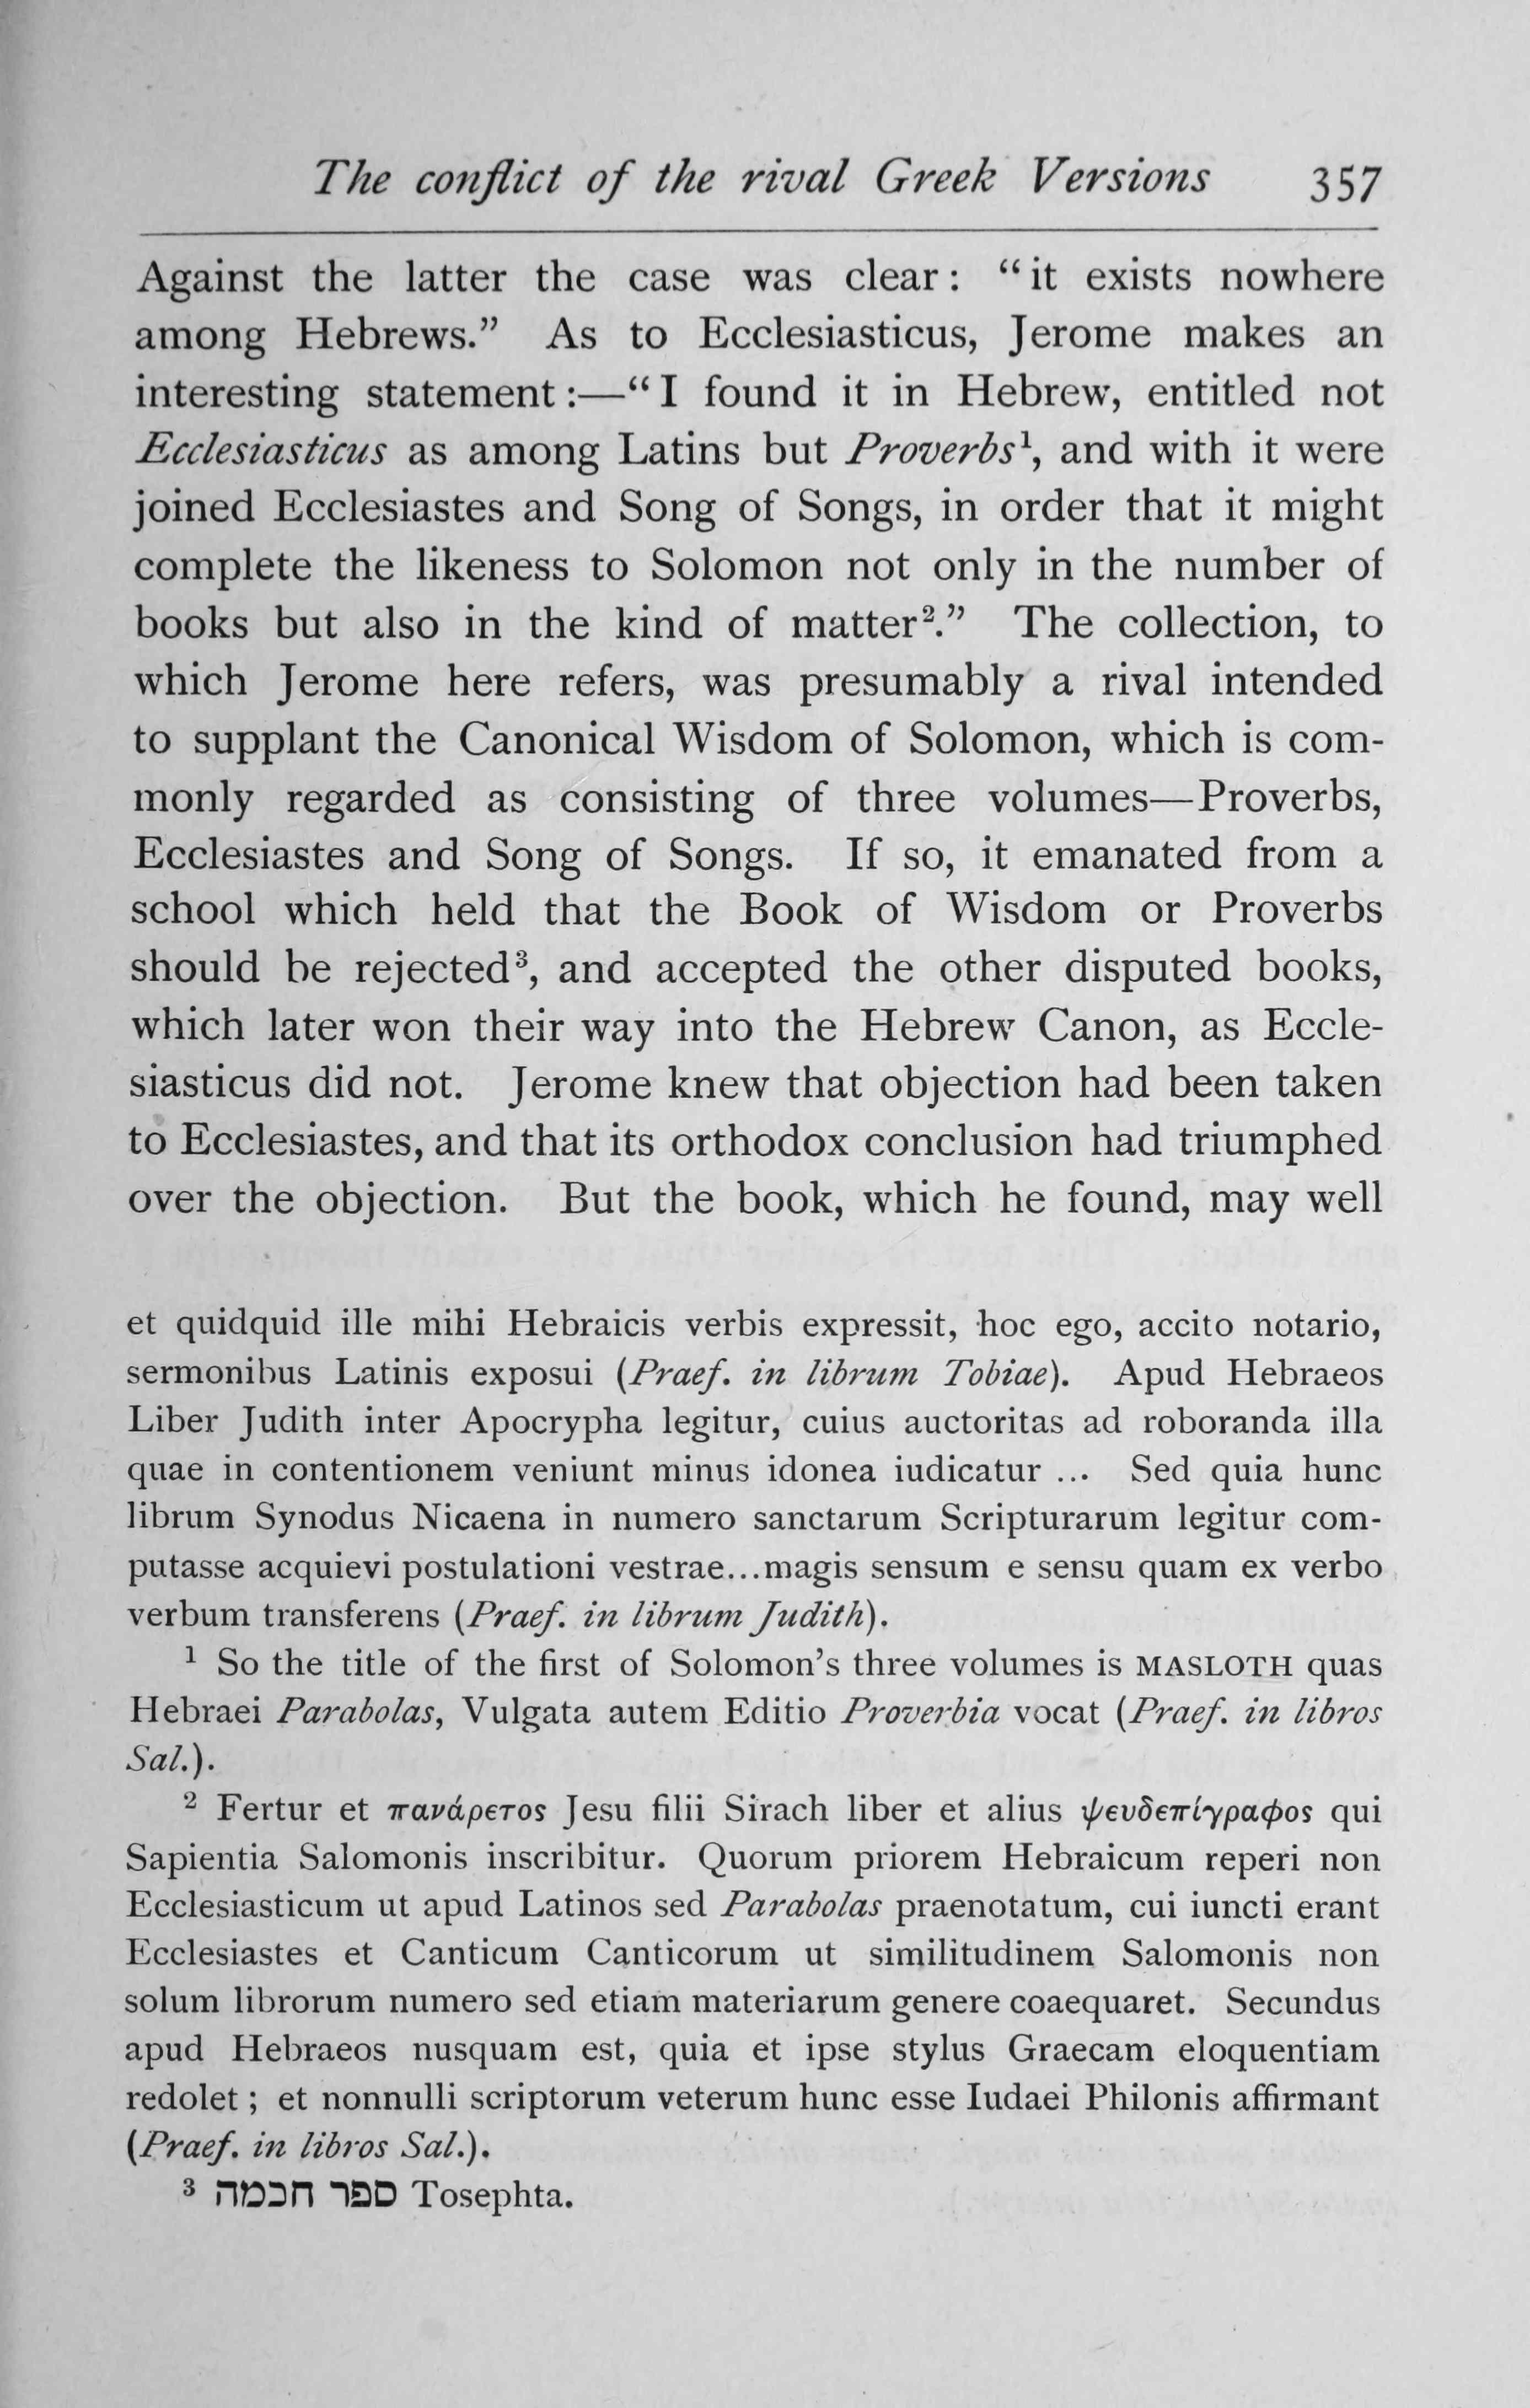 The conflict of the rival Greek Versions 357
Against the latter the case was clear: “it exists nowhere
among Hebrews.” As to Ecclesiasticus, Jerome makes an
interesting statement:—“I found it in Hebrew, entitled not
Ecclesiasticus as among Latins but Proverbs¹, and with it were
joined Ecclesiastes and Song of Songs, in order that it might
complete the likeness to Solomon not only in the number of
books but also in the kind of matter².” The collection, to
which Jerome here refers, was presumably a rival intended
to supplant the Canonical Wisdom of Solomon, which is com-
monly regarded as consisting of three volumes—Proverbs,
Ecclesiastes and Song of Songs. If so, it emanated from a
school which held that the Book of Wisdom or Proverbs
should be rejected³, and accepted the other disputed books,
which later won their way into the Hebrew Canon, as Eccle-
siasticus did not. Jerome knew that objection had been taken
to Ecclesiastes, and that its orthodox conclusion had triumphed
over the objection. But the book, which he found, may well
et quidquid ille mihi Hebraicis verbis expressit, hoc ego, accito notario,
sermonibus Latinis exposui (Praef. in librum Tobiae). Apud Hebraeos
Liber Judith inter Apocrypha legitur, cuius auctoritas ad roboranda illa
quae in contentionem veniunt minus idonea iudicatur ... Sed quia hunc
librum Synodus Nicaena in numero sanctarum Scripturarum legitur com-
putasse acquievi postulationi vestrae...magis sensum e sensu quam ex verbo
verbum transferens (Praef. in librum Judith).
¹ So the title of the first of Solomon’s three volumes is MASLOTH quas
Hebraei Parabolas, Vulgata autem Editio Proverbia vocat (Praef. in libros
Sal.).
² Fertur et πανάρετος Jesu filii Sirach liber et alius ψευδεπίγραφος qui
Sapientia Salomonis inscribitur. Quorum priorem Hebraicum reperi non
Ecclesiasticum ut apud Latinos sed Parabolas praenotatum, cui iuncti erant
Ecclesiastes et Canticum Canticorum ut similitudinem Salomonis non
solum librorum numero sed etiam materiarum genere coaequaret. Secundus
apud Hebraeos nusquam est, quia et ipse stylus Graecam eloquentiam
redolet; et nonnulli scriptorum veterum hunc esse Iudaei Philonis affirmant
(Praef. in libros Sal.).
³ ספר חכמה Tosephta.